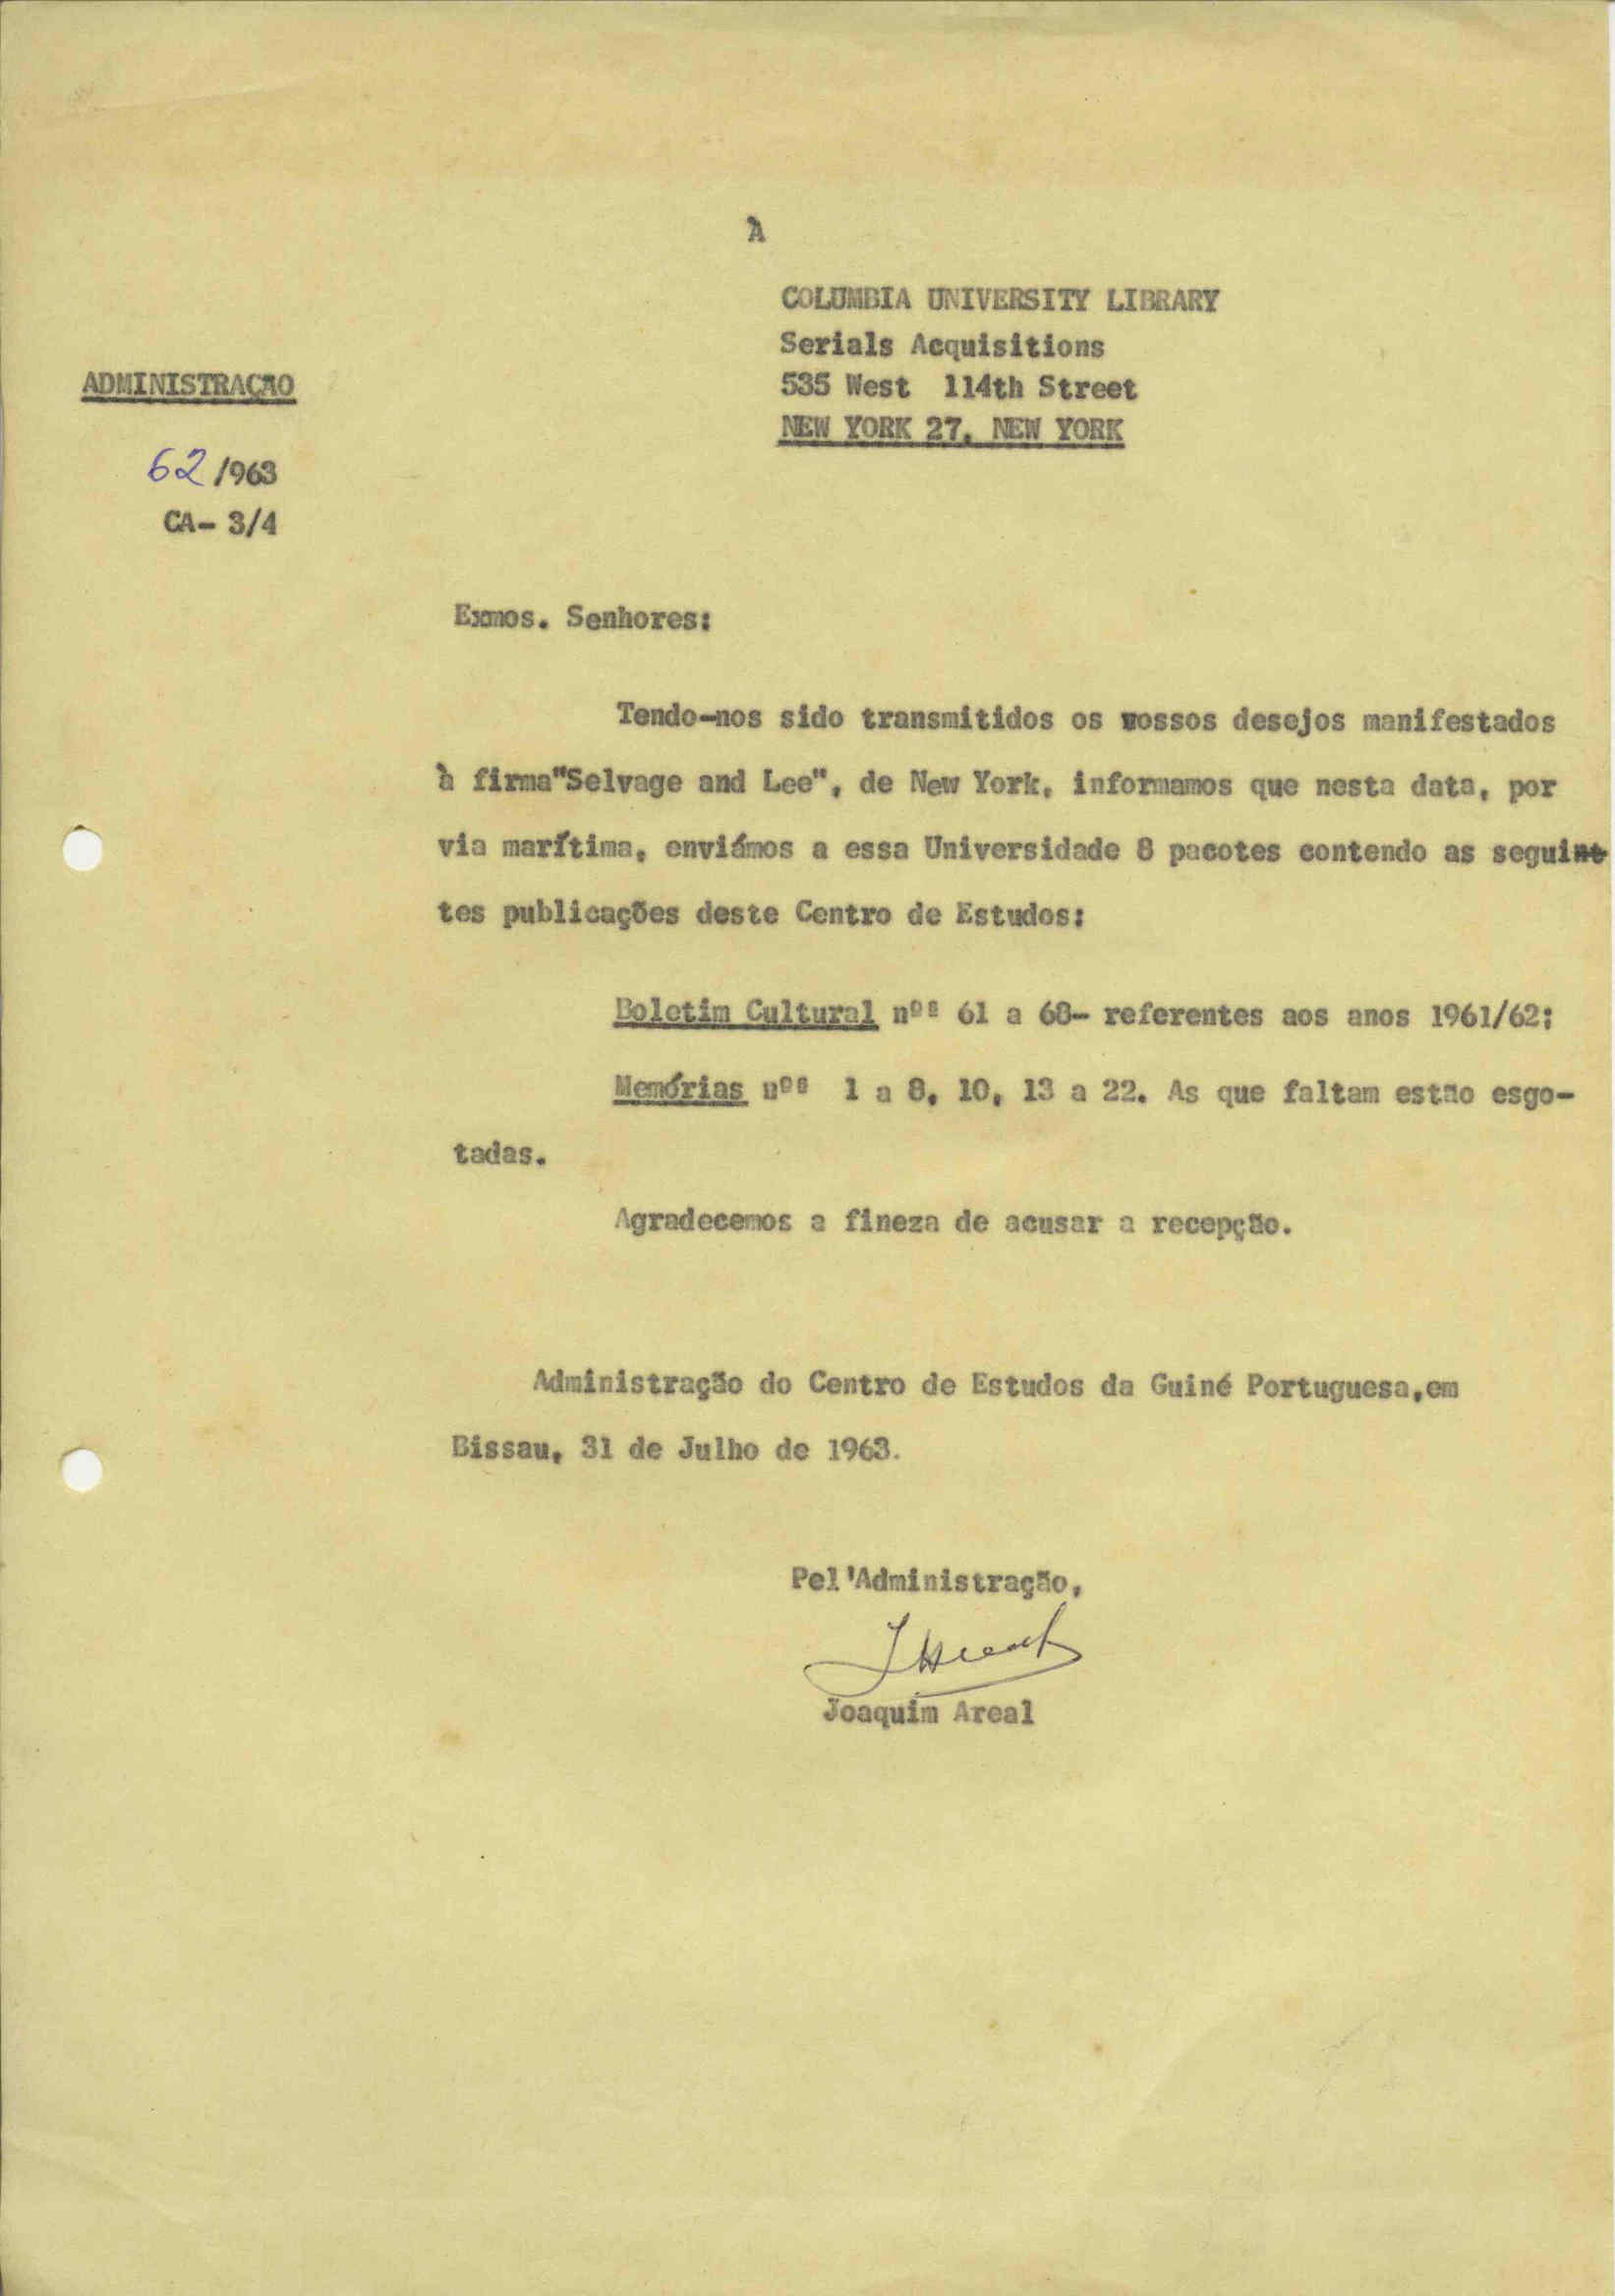 À
COLUMBIA UNIVERSITY LIBRARY
Serials Acquisitions
535 West 114th Street
NEW YORK 27, NEW YORK
ADMINISTRAÇÃO
62/963
CA- 3/4
Exmos. Senhores:
Tendo-nos sido transmitidos os vossos desejos manifestados
à firma"Selvage and Lee", de New York, informamos que nesta data, por
via marítima, enviámos a essa Universidade 8 pacotes contendo as seguin-
tes publicações deste Centro de Estudos:
Boletim Cultural nºs 61 a 68- referentes aos anos 1961/62;
Memórias nºs 1 a 8, 10, 13 a 22. As que faltam estão esgo-
tadas.
Agradecemos a fineza de acusar a recepção.
Administração do Centro de Estudos da Guiné Portuguesa,em
Bissau, 31 de Julho de 1963.
Pel'Administração,
JAreal
Joaquim Areal